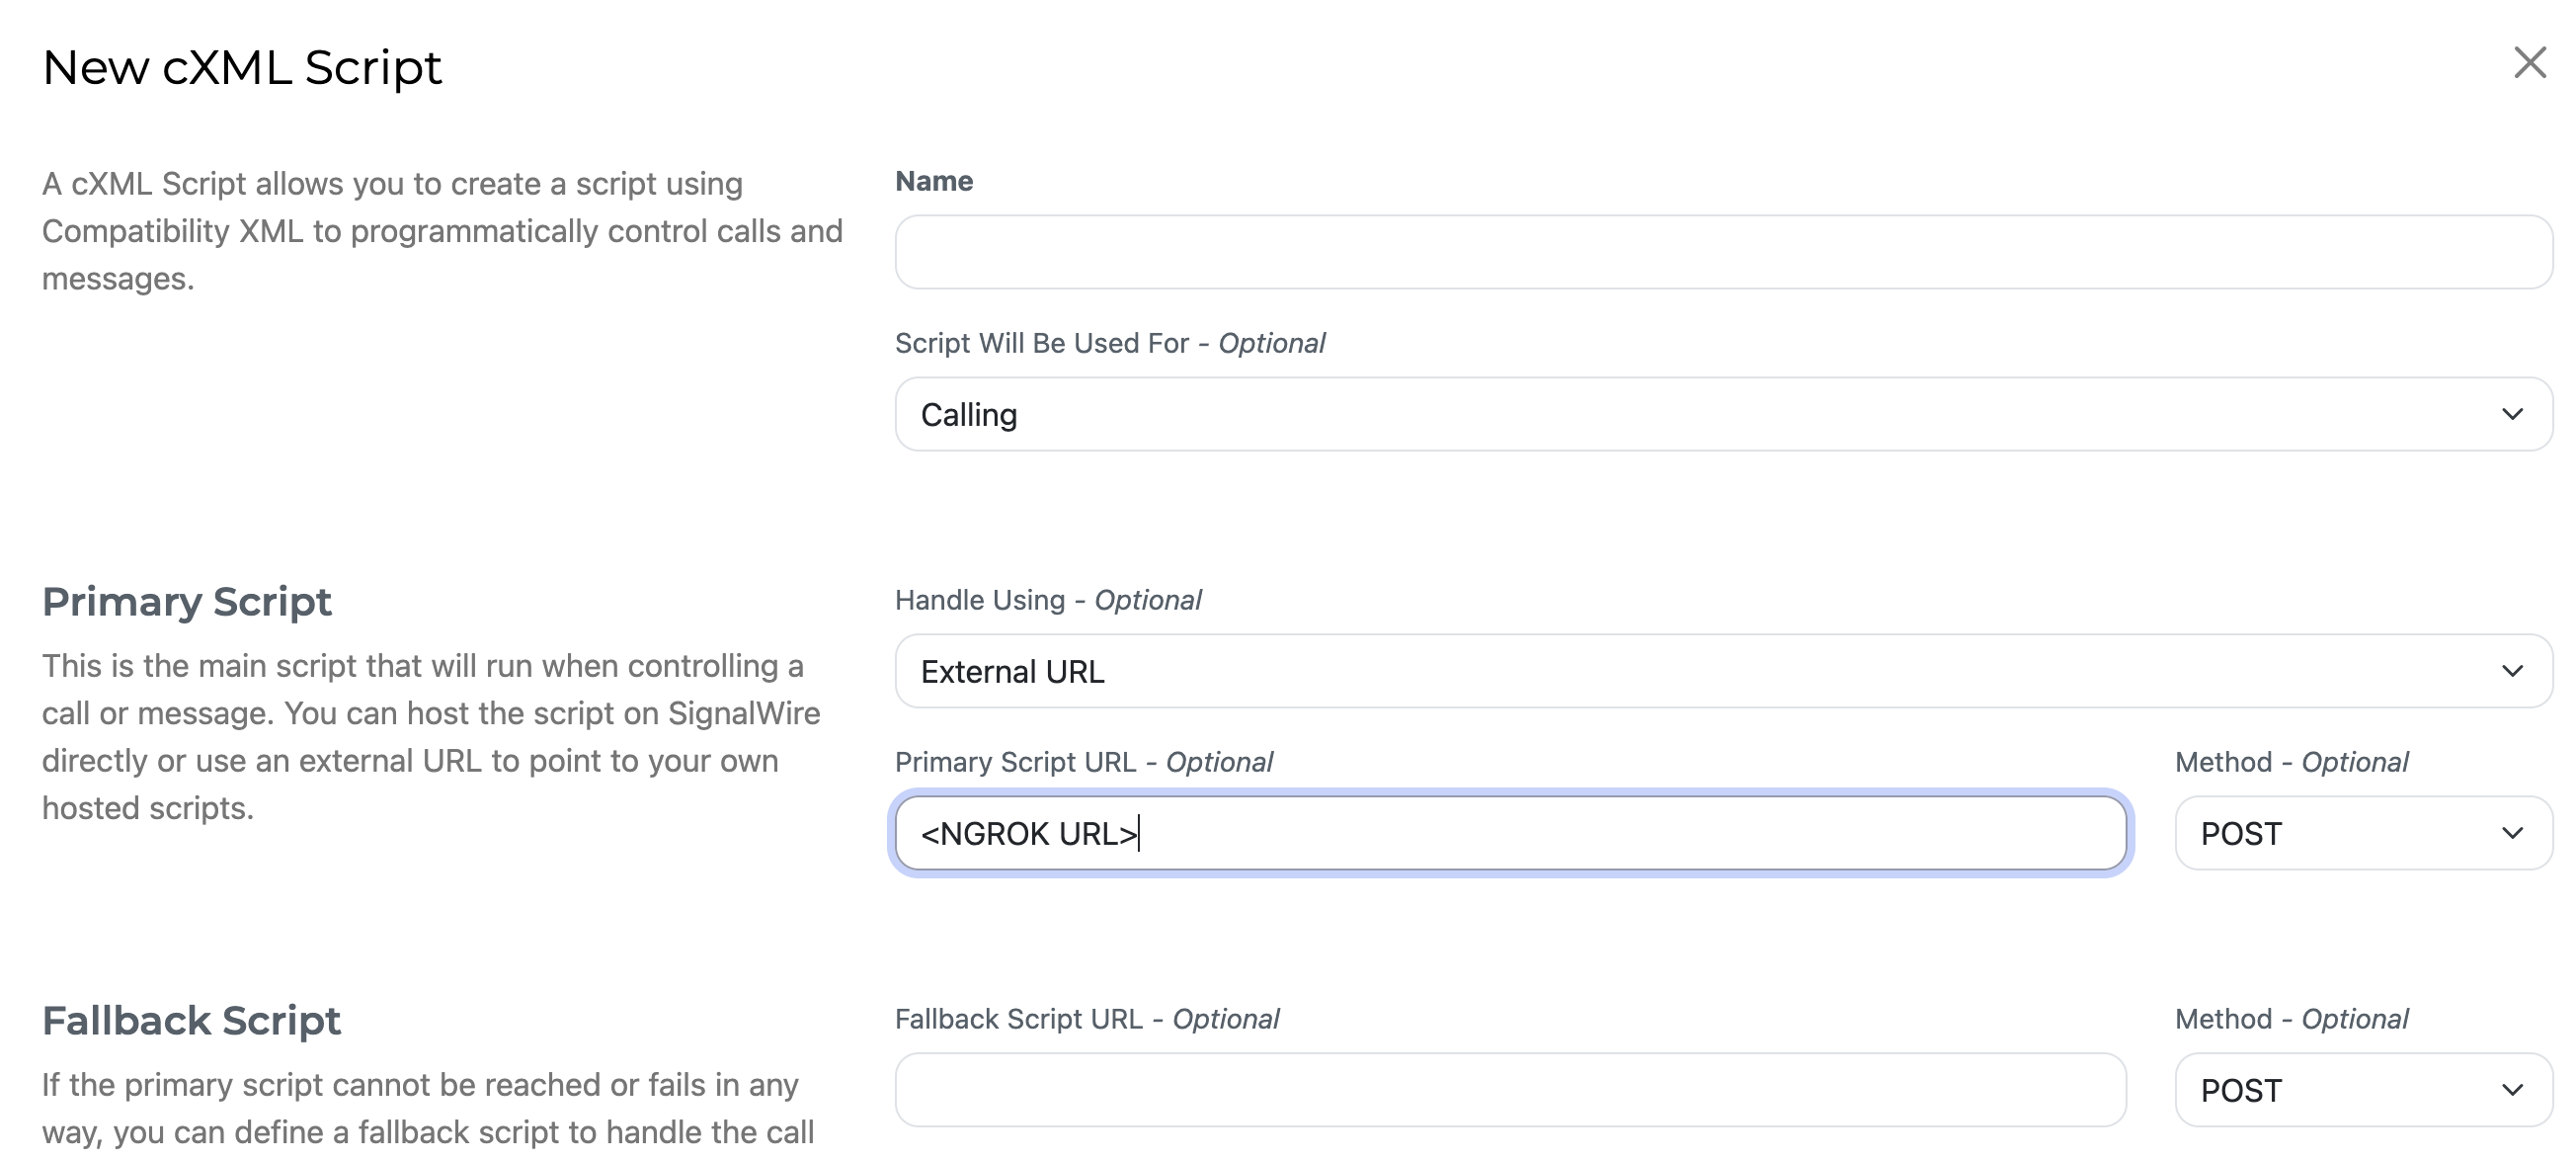 New cXML Script
A cXML Script allows you to create a script using
Compatibility XML to programmatically control calls and
messages.
Name
Script Will Be Used For - Optional
Calling
Primary Script
This is the main script that will run when controlling a
call or message. You can host the script on SignalWire
directly or use an external URL to point to your own
hosted scripts.
Handle Using - Optional
External URL
Primary Script URL - Optional
Method - Optional
<NGROK URL>
POST
Fallback Script
If the primary script cannot be reached or fails in any
way, you can define a fallback script to handle the call
Fallback Script URL - Optional
Method - Optional
POST